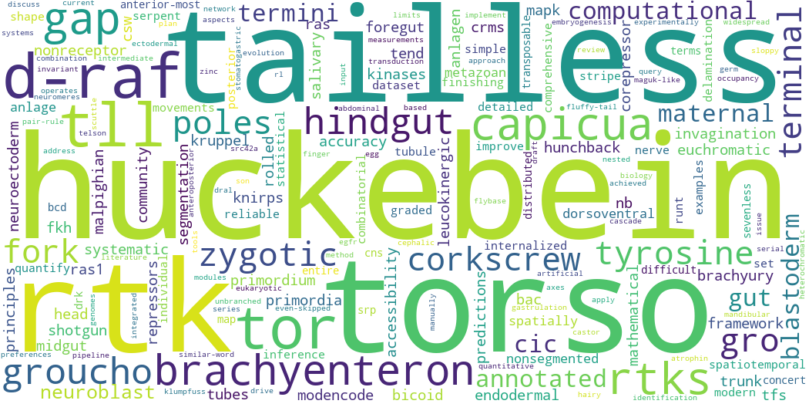 discuss current anterior-most network csw ras mapk computational
shape systems serpent termini foregut crms transposable
plan aspects nonreceptor salivary tend simple experimentally widespread
gap tailless terminal
d-raf
posterior stomatogastric kinases anlagen metazoan finishing comprehensive corepressor limits implement embryogenesis review sloppy
combination intermediate measurements transduction evolution approach rl terms delamination query maguk-like germ occupancy
zinc invariant operates neuromeres input dataset stripe fluffy-tail
anlage pair-rule map based abdominal
tll poles hindgut capicua maternal
movements kruppel src42a accuracy detailed improve invagination euchromatic
telson scuttle address community segmentation rolled statistical tubule egg hunchback nerve nested draft
neuroectoderm malpighian finger knirps reliable graded combinatorial leucokinergic distributed dorsoventral nb runt examples biology achieved
huckebein
bcd fkh anteroposterior dral son cascade flybase sevenless issue
fork zygotic corkscrew tyrosine blastoderm
systematic literature quantify ras1 egfr cephalic cns method internalized difficult set serial brachyury heterochromatic
principles modules eukaryotic primordium entire manually artificial axes mandibular
rtk torso tor gut
drk head genomes shotgun repressors individual primordia srp accessibility predictions bac spatially gastrulation apply mathematical framework
midgut integrated unbranched series even-skipped map inference cic nonsegmented castor gro
similar-word atrophin spatiotemporal
groucho brachyenteron annotated rtks
preferences pipeline tubes modencode bicoid quantitative endodermal trunk concert
neuroblast klumpfuss drive hairy identification modern tfs